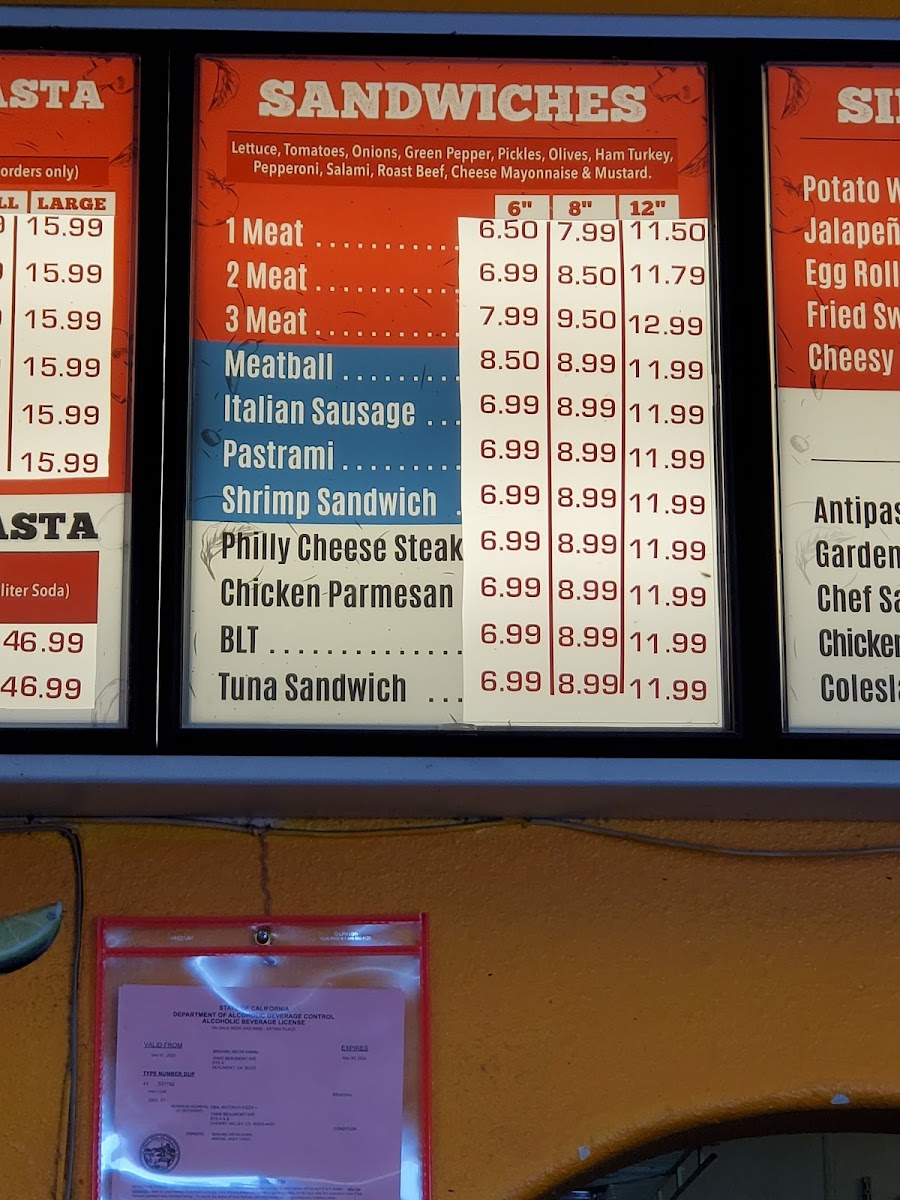 ASTA
orders only)
LL LARGE
9 15.99
9 15.99
15.99
15.99
15.99
15.99
ASTA
liter Soda)
46.99
46.99
SANDWICHES
Lettuce, Tomatoes, Onions, Green Pepper, Pickles, Olives, Ham Turkey,
Pepperoni, Salami, Roast Beef, Cheese Mayonnaise & Mustard.
6" 8" 12"
1 Meat . . . . . . . . . . . . . 6.50 7.99 11.50
2 Meat . . . . . . . . . . . . . 6.99 8.50 11.79
3 Meat . . . . . . . . . . . . . 7.99 9.50 12.99
Meatball . . . . . . . . . . 8.50 8.99 11.99
Italian Sausage . . . 6.99 8.99 11.99
Pastrami . . . . . . . . . . 6.99 8.99 11.99
Shrimp Sandwich . 6.99 8.99 11.99
Philly Cheese Steak 6.99 8.99 11.99
Chicken Parmesan 6.99 8.99 11.99
BLT . . . . . . . . . . . . . . . . . 6.99 8.99 11.99
Tuna Sandwich . . . 6.99 8.99 11.99
SI
Potato W
Jalapeñ
Egg Roll
Fried Sw
Cheesy
Antipas
Garden
Chef Sa
Chicken
Colesla
STATE OF CALIFORNIA
DEPARTMENT OF ALCOHOLIC BEVERAGE CONTROL
ALCOHOLIC BEVERAGE LICENSE
VALID FROM
EXPIRES
TYPE NUMBER DUP